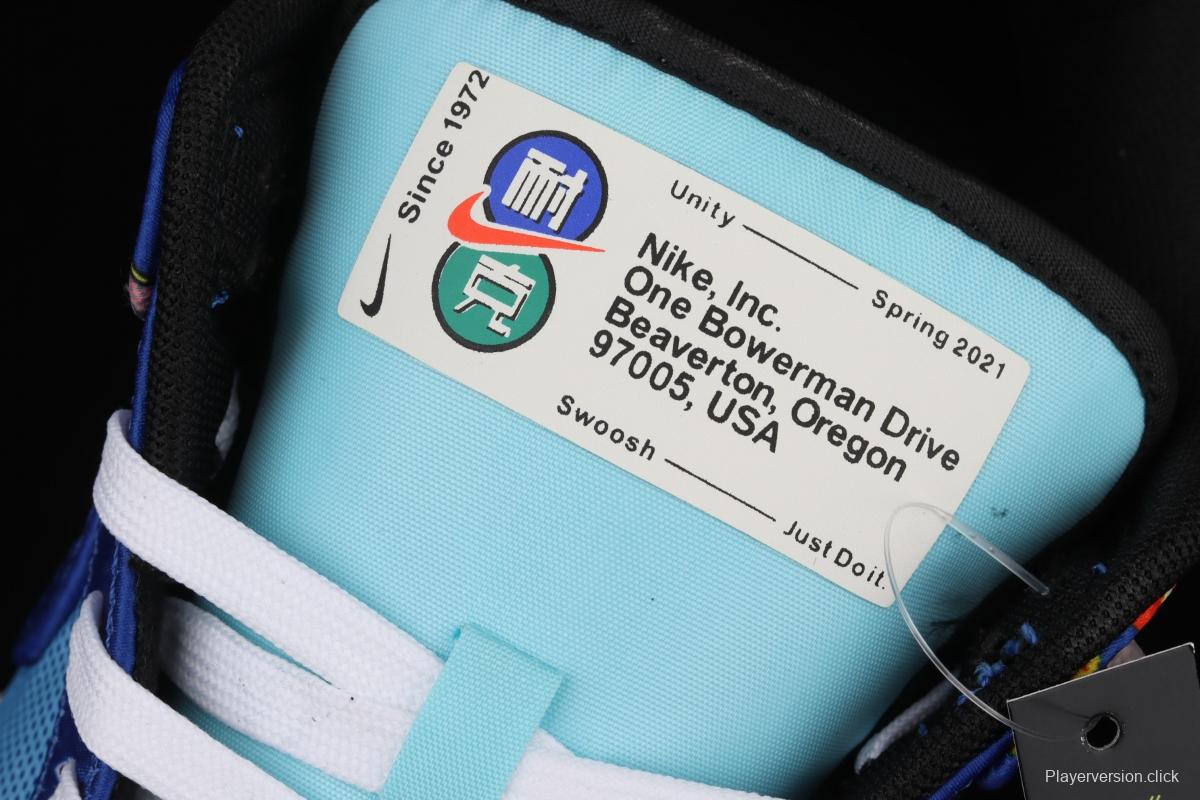 Since 1972
耐
克
Unity
Spring 2021
Nike, Inc.
One Bowerman Drive
Beaverton, Oregon
97005, USA
Swoosh
Just Do it.
Playerversion.click